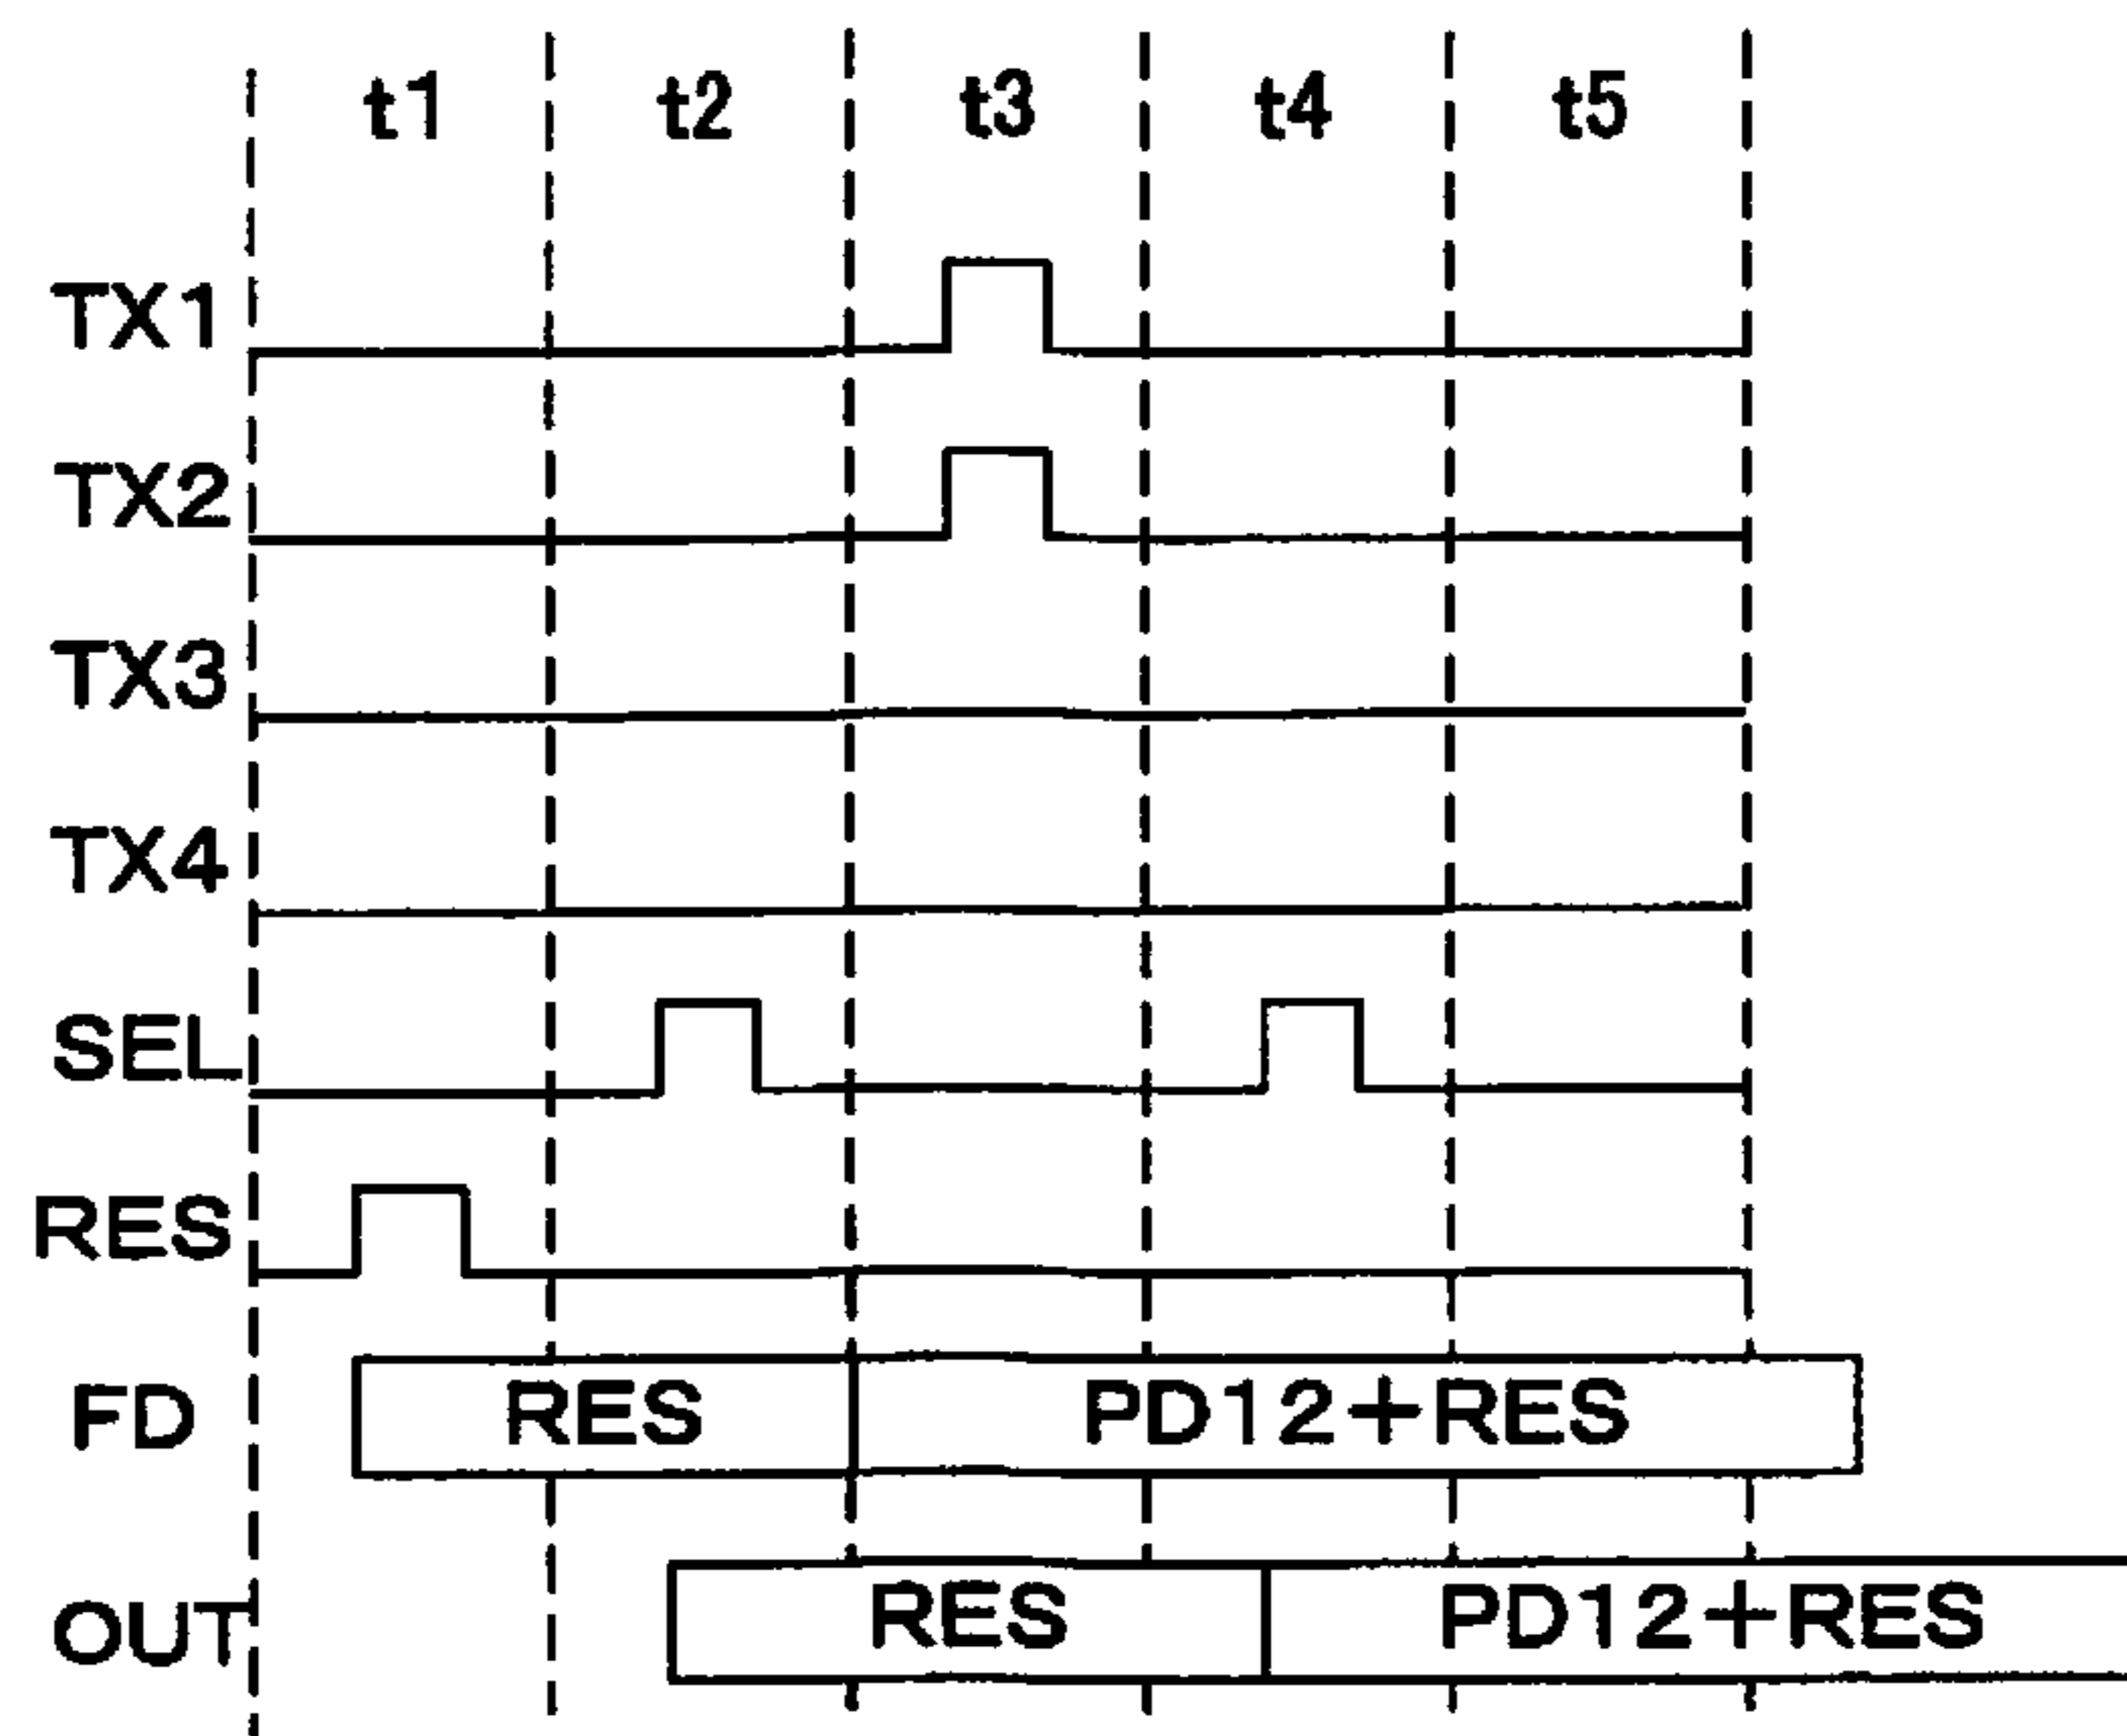 t1 t2 t3 t4 t5
TX1
TX2
TX3
TX4
SEL
RES
FD RES PD12+RES
OUT RES PD12+RES